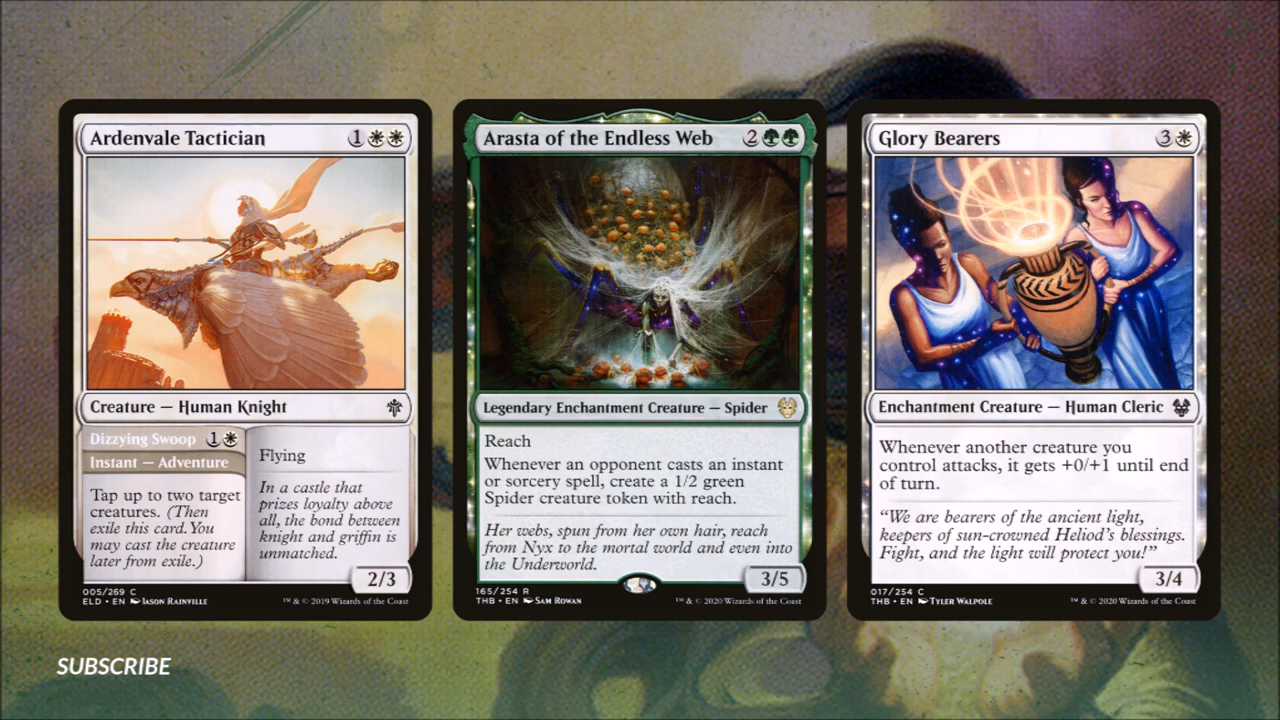 Ardenvale Tactician 1
Creature — Human Knight
Dizzying Swoop 1
Instant — Adventure
Tap up to two target
creatures. (Then
exile this card. You
may cast the creature
later from exile.)
Flying
In a castle that
prizes loyalty above
all, the bond between
knight and griffin is
unmatched.
2/3
005/269 C
ELD • EN Jason Rainville
™ & © 2019 Wizards of the Coast
Arasta of the Endless Web 2
Legendary Enchantment Creature — Spider
Reach
Whenever an opponent casts an instant
or sorcery spell, create a 1/2 green
Spider creature token with reach.
Her webs, spun from her own hair, reach
from Nyx to the mortal world and even into
the Underworld.
3/5
165/254 R
THB • EN Sam Rowan
™ & © 2020 Wizards of the Coast
Glory Bearers 3
Enchantment Creature — Human Cleric
Whenever another creature you
control attacks, it gets +0/+1 until end
of turn.
“We are bearers of the ancient light,
keepers of sun-crowned Heliod’s blessings.
Fight, and the light will protect you!”
3/4
017/254 C
THB • EN Tyler Walpole
™ & © 2020 Wizards of the Coast
SUBSCRIBE